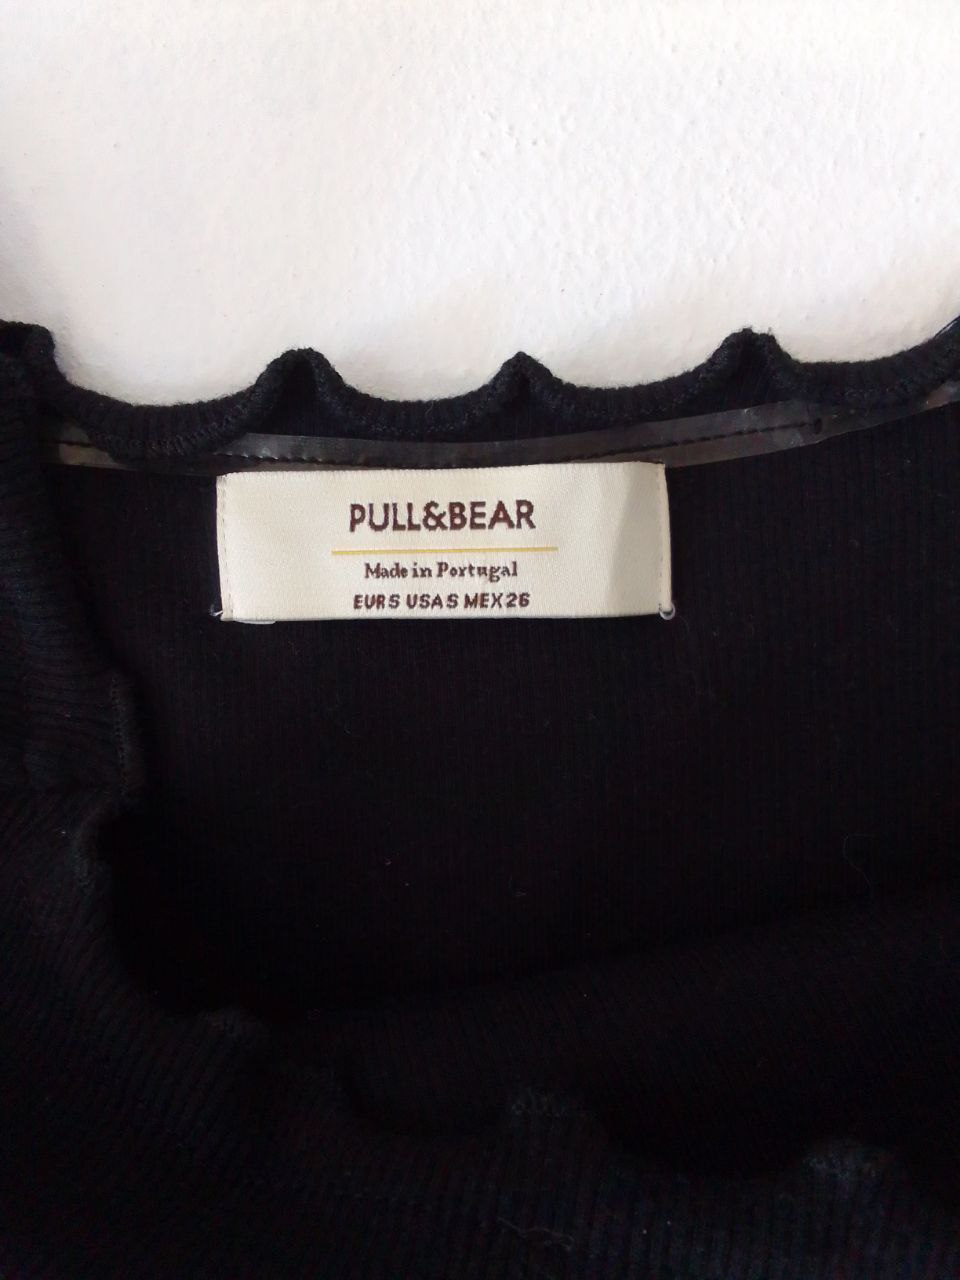 PULL&BEAR
Made in Portugal
EUR S USA S MEX 26